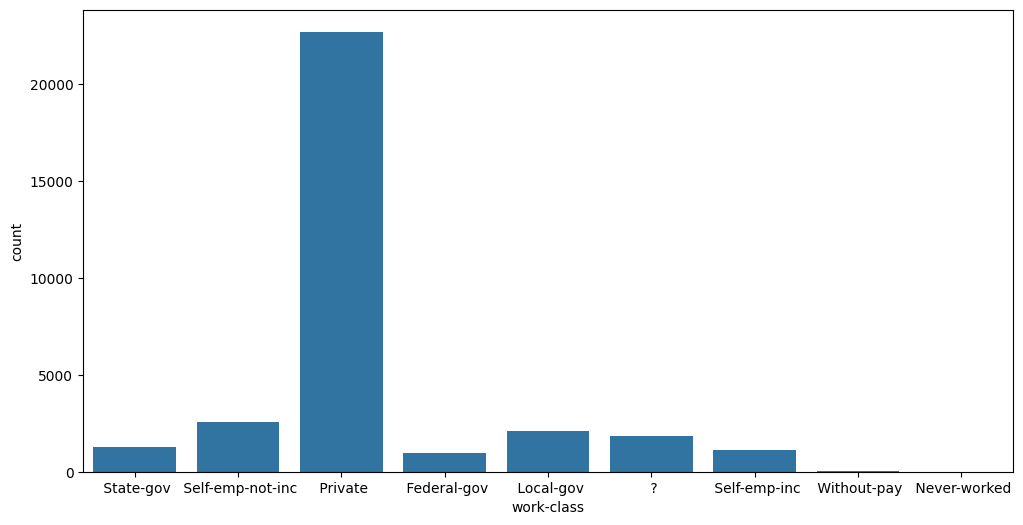 20000
15000
10000
5000
0
count
State-gov Self-emp-not-inc Private Federal-gov Local-gov ? Self-emp-inc Without-pay Never-worked
work-class